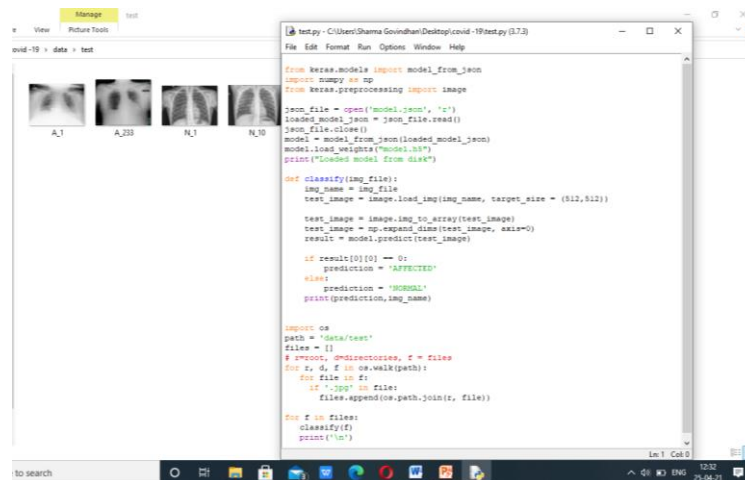 Manage
test
View
Picture Tools
ovid -19 > data > test
A_1
A_233
N_1
N_10
test.py - C:\Users\Sharma Govindhan\Desktop\covid -19\test.py (3.7.3)
File Edit Format Run Options Window Help
from keras.models import model_from_json
import numpy as np
from keras.preprocessing import image
json_file = open('model.json', 'r')
loaded_model_json = json_file.read()
json_file.close()
model = model_from_json(loaded_model_json)
model.load_weights("model.h5")
print("Loaded model from disk")
def classify(img_file):
    img_name = img_file
    test_image = image.load_img(img_name, target_size = (512,512))
    test_image = image.img_to_array(test_image)
    test_image = np.expand_dims(test_image, axis=0)
    result = model.predict(test_image)
    if result[0][0] == 0:
        prediction = 'AFFECTED'
    else:
        prediction = 'NORMAL'
    print(prediction,img_name)
import os
path = 'data/test'
files = []
# r=root, d=directories, f = files
for r, d, f in os.walk(path):
   for file in f:
     if '.jpg' in file:
       files.append(os.path.join(r, file))
for f in files:
   classify(f)
   print('\n')
Ln: 1 Col: 0
to search
ENG
12:32
25-04-21